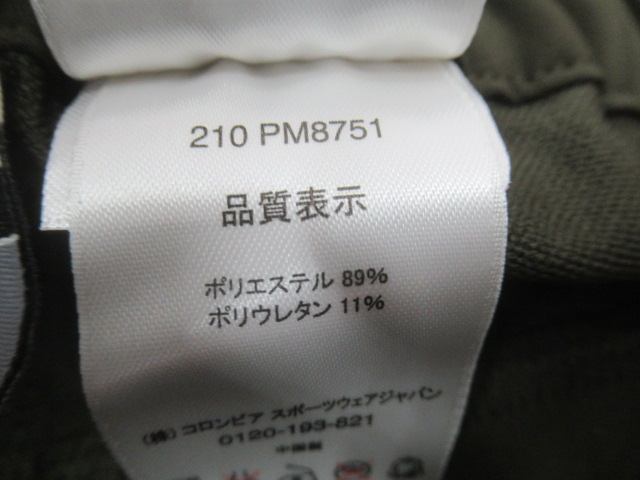 210 PM8751
品質表示
ポリエステル 89%
ポリウレタン 11%
(株) コロンビア スポーツウェアジャパン
0120-193-821
中国製